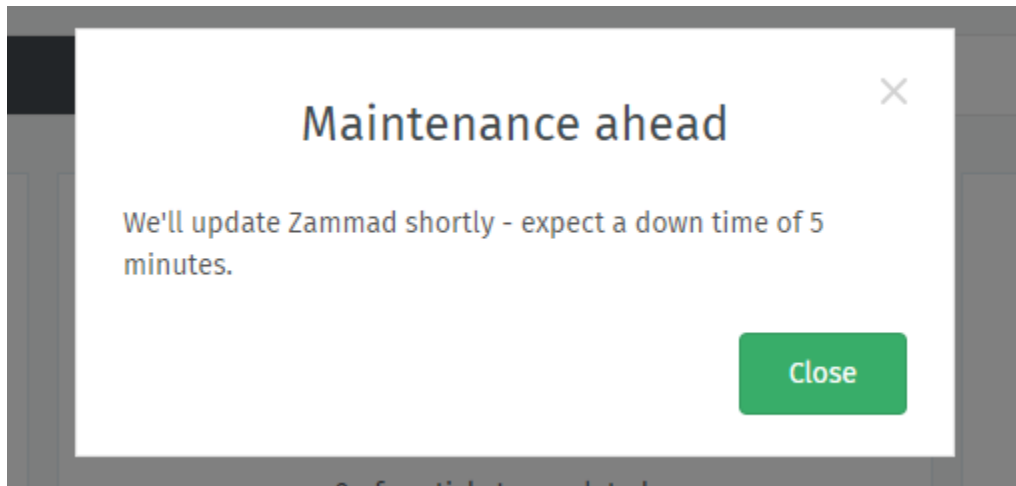 Maintenance ahead
We'll update Zammad shortly - expect a down time of 5
minutes.
Close